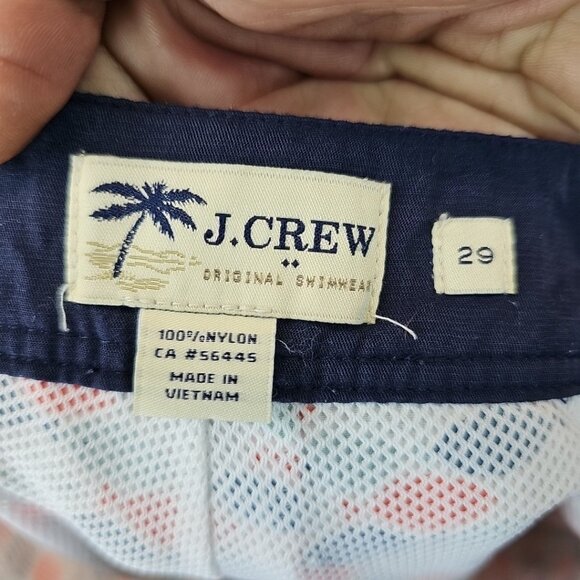 J.CREW
ORIGINAL SWIMWEAR
29
100%NYLON
CA #56445
MADE IN
VIETNAM